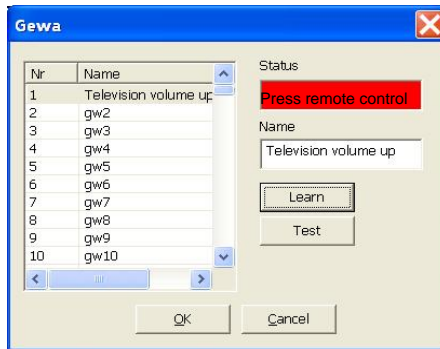 Gewa
Nr Name
1 Television volume up
2 gw2
3 gw3
4 gw4
5 gw5
6 gw6
7 gw7
8 gw8
9 gw9
10 gw10
Status
Press remote control
Name
Television volume up
Learn
Test
OK
Cancel